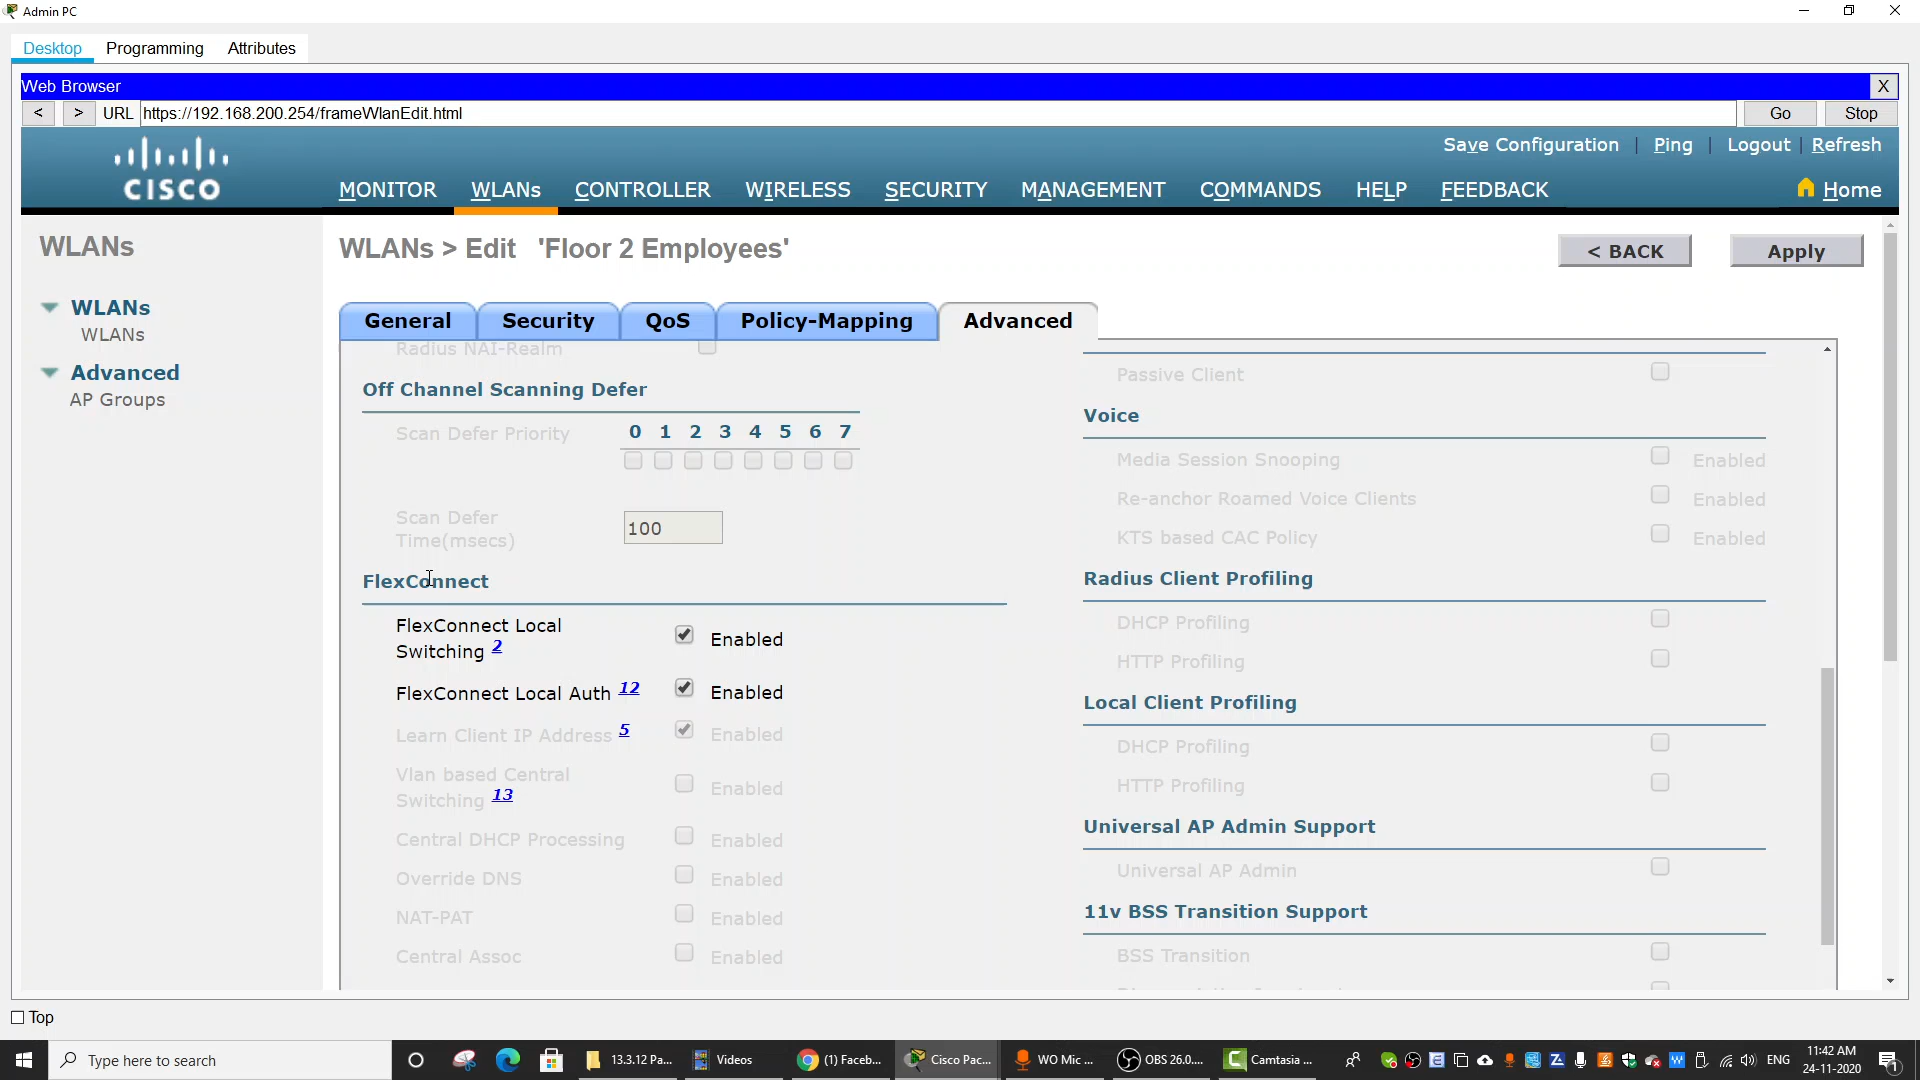 Admin PC
Desktop Programming Attributes
Web Browser X
< > URL https://192.168.200.254/frameWlanEdit.html Go Stop
Save Configuration | Ping | Logout | Refresh
CISCO
MONITOR WLANs CONTROLLER WIRELESS SECURITY MANAGEMENT COMMANDS HELP FEEDBACK Home
WLANs
WLANs > Edit 'Floor 2 Employees'
< BACK Apply
WLANs
WLANs
Advanced
AP Groups
General Security QoS Policy-Mapping Advanced
Radius NAI-Realm
Off Channel Scanning Defer
Scan Defer Priority 0 1 2 3 4 5 6 7
Scan Defer
Time(msecs) 100
FlexConnect
FlexConnect Local
Switching 2 Enabled
FlexConnect Local Auth 12 Enabled
Learn Client IP Address 5 Enabled
Vlan based Central
Switching 13 Enabled
Central DHCP Processing Enabled
Override DNS Enabled
NAT-PAT Enabled
Central Assoc Enabled
Passive Client
Voice
Media Session Snooping Enabled
Re-anchor Roamed Voice Clients Enabled
KTS based CAC Policy Enabled
Radius Client Profiling
DHCP Profiling
HTTP Profiling
Local Client Profiling
DHCP Profiling
HTTP Profiling
Universal AP Admin Support
Universal AP Admin
11v BSS Transition Support
BSS Transition
Top
Type here to search 13.3.12 Pa... Videos (1) Faceb... Cisco Pac... WO Mic ... OBS 26.0.... Camtasia ... ENG 11:42 AM
24-11-2020 1